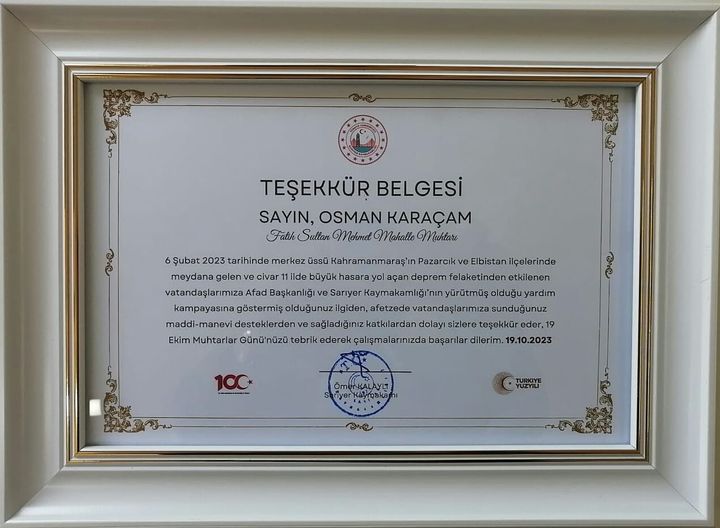 TEŞEKKÜR BELGESİ
SAYIN, OSMAN KARAÇAM
Fatih Sultan Mehmet Mahalle Muhtarı
6 Şubat 2023 tarihinde merkez üssü Kahramanmaraş'ın Pazarcık ve Elbistan ilçelerinde
meydana gelen ve civar 11 ilde büyük hasara yol açan deprem felaketinden etkilenen
vatandaşlarımıza Afad Başkanlığı ve Sarıyer Kaymakamlığı'nın yürütmüş olduğu yardım
kampayasına göstermiş olduğunuz ilgiden, afetzede vatandaşlarımıza sunduğunuz
maddi-manevi desteklerden ve sağladığınız katkılardan dolayı sizlere teşekkür eder, 19
Ekim Muhtarlar Günü'nüzü tebrik ederek çalışmalarınızda başarılar dilerim. 19.10.2023
100
Ömer KALAYLI
Sarıyer Kaymakamı
TÜRKİYE
YÜZYILI